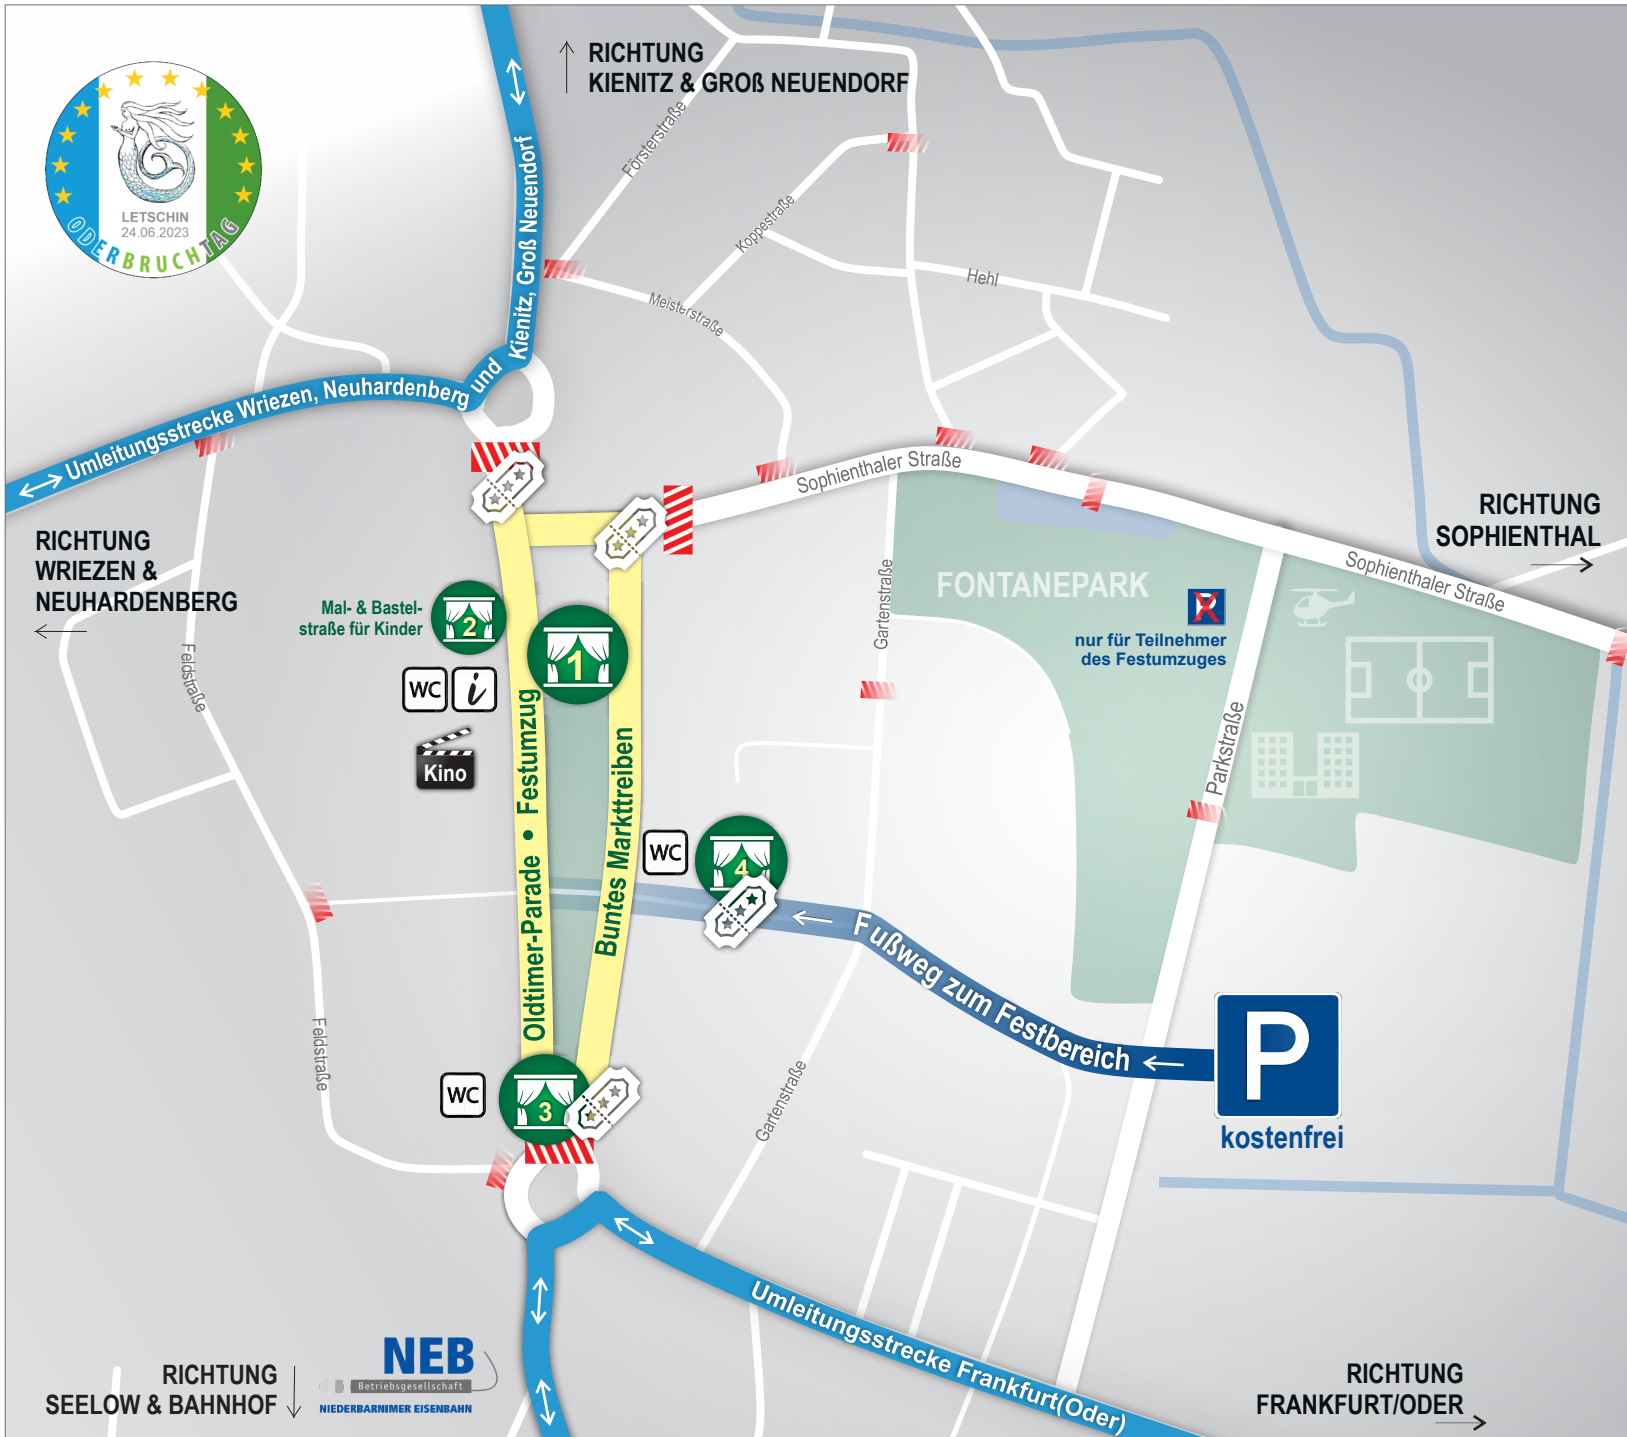 LETSCHIN
24.06.2023
ODERBRUCHTAG
RICHTUNG
KIENITZ & GROß NEUENDORF
Försterstraße
Koppestraße
Hehl
Meisterstraße
Umleitungsstrecke Wriezen, Neuhardenberg und Kienitz, Groß Neuendorf
Sophienthaler Straße
RICHTUNG
SOPHIENTHAL
Sophienthaler Straße
RICHTUNG
WRIEZEN &
NEUHARDENBERG
Feldstraße
Mal- & Bastel-
straße für Kinder
2
1
WC i
Kino
Gartenstraße
FONTANEPARK
P
nur für Teilnehmer
des Festumzuges
Parkstraße
Oldtimer-Parade • Festumzug
Buntes Markttreiben
WC
4
Fußweg zum Festbereich
P
kostenfrei
Feldstraße
WC
3
Gartenstraße
Umleitungsstrecke Frankfurt(Oder)
RICHTUNG
SEELOW & BAHNHOF
NEB
Betriebsgesellschaft
NIEDERBARNIMER EISENBAHN
RICHTUNG
FRANKFURT/ODER